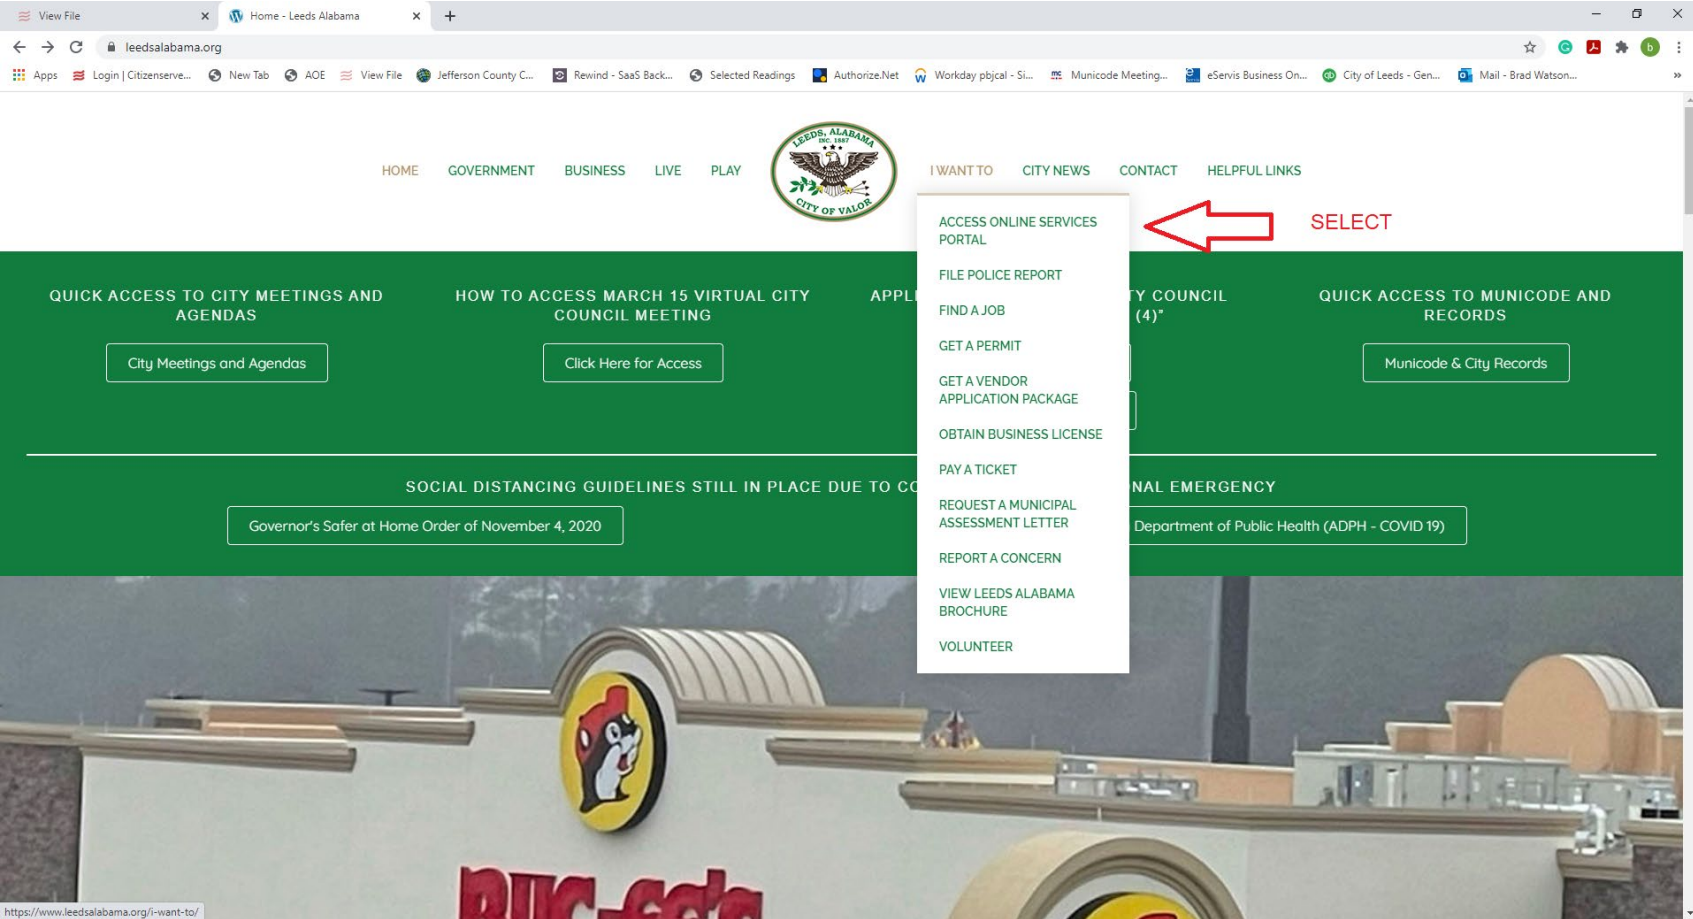 View File
Home - Leeds Alabama
leedsalabama.org
b
Apps
Login | Citizenserve...
New Tab
AOE
View File
Jefferson County C...
Rewind - SaaS Back...
Selected Readings
Authorize.Net
Workday pbjcal - Si...
Municode Meeting...
eServis Business On...
City of Leeds - Gen...
Mail - Brad Watson...
HOME
GOVERNMENT
BUSINESS
LIVE
PLAY
LEEDS, ALABAMA
INC. 1887
CITY OF VALOR
I WANT TO
CITY NEWS
CONTACT
HELPFUL LINKS
ACCESS ONLINE SERVICES
PORTAL
FILE POLICE REPORT
FIND A JOB
GET A PERMIT
GET A VENDOR
APPLICATION PACKAGE
OBTAIN BUSINESS LICENSE
PAY A TICKET
REQUEST A MUNICIPAL
ASSESSMENT LETTER
REPORT A CONCERN
VIEW LEEDS ALABAMA
BROCHURE
VOLUNTEER
SELECT
QUICK ACCESS TO CITY MEETINGS AND
AGENDAS
City Meetings and Agendas
HOW TO ACCESS MARCH 15 VIRTUAL CITY
COUNCIL MEETING
Click Here for Access
APPL
TY COUNCIL
(4)"
QUICK ACCESS TO MUNICODE AND
RECORDS
Municode & City Records
SOCIAL DISTANCING GUIDELINES STILL IN PLACE DUE TO CO
NAL EMERGENCY
Governor's Safer at Home Order of November 4, 2020
Department of Public Health (ADPH - COVID 19)
BUC-EE'S
https://www.leedsalabama.org/i-want-to/